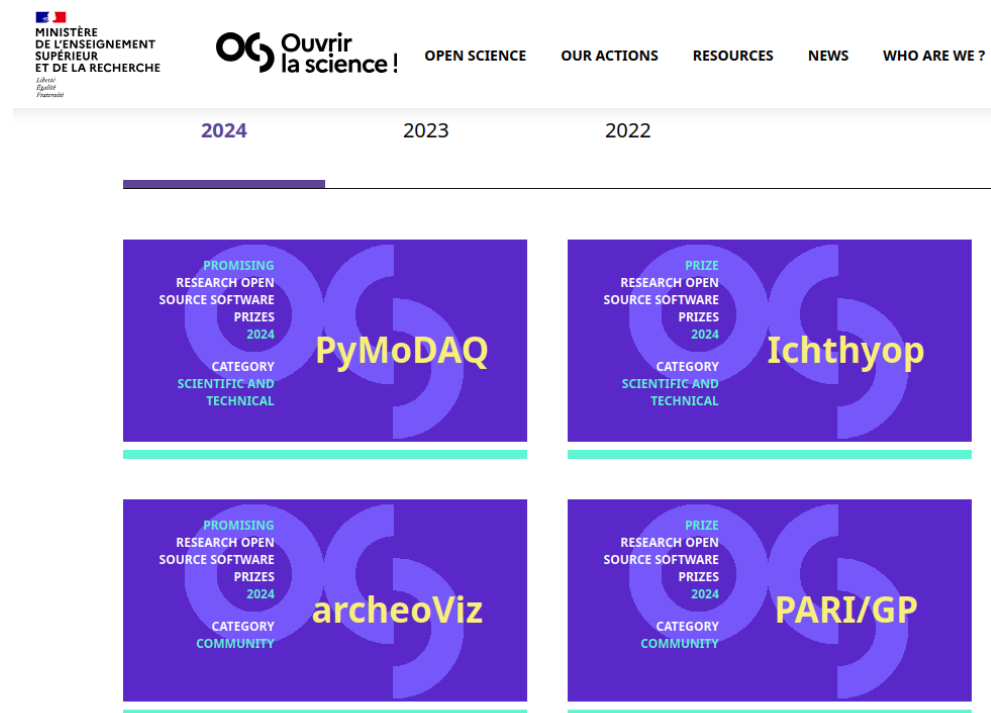 MINISTÈRE
DE L'ENSEIGNEMENT
SUPÉRIEUR
ET DE LA RECHERCHE
Liberté
Égalité
Fraternité
Ouvrir
la science !
OPEN SCIENCE
OUR ACTIONS
RESOURCES
NEWS
WHO ARE WE ?
2024
2023
2022
PROMISING
RESEARCH OPEN
SOURCE SOFTWARE
PRIZES
2024
CATEGORY
SCIENTIFIC AND
TECHNICAL
PyMoDAQ
PRIZE
RESEARCH OPEN
SOURCE SOFTWARE
PRIZES
2024
CATEGORY
SCIENTIFIC AND
TECHNICAL
Ichthyop
PROMISING
RESEARCH OPEN
SOURCE SOFTWARE
PRIZES
2024
CATEGORY
COMMUNITY
archeoViz
PRIZE
RESEARCH OPEN
SOURCE SOFTWARE
PRIZES
2024
CATEGORY
COMMUNITY
PARI/GP